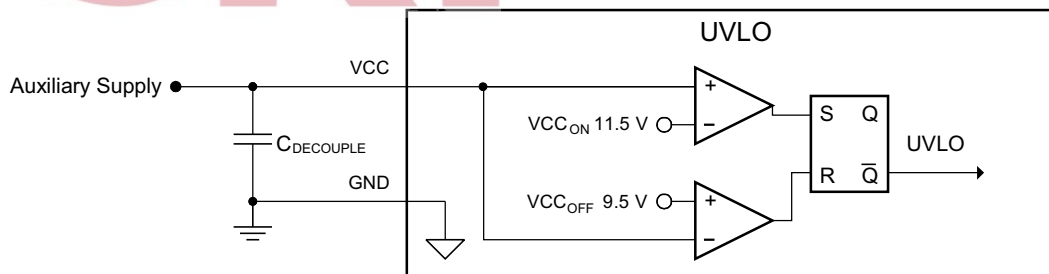 UVLO
VCC
Auxiliary Supply
+
−
VCC_ON 11.5 V
S Q
C_DECOUPLE
UVLO
GND
R Q̅
VCC_OFF 9.5 V
+
−